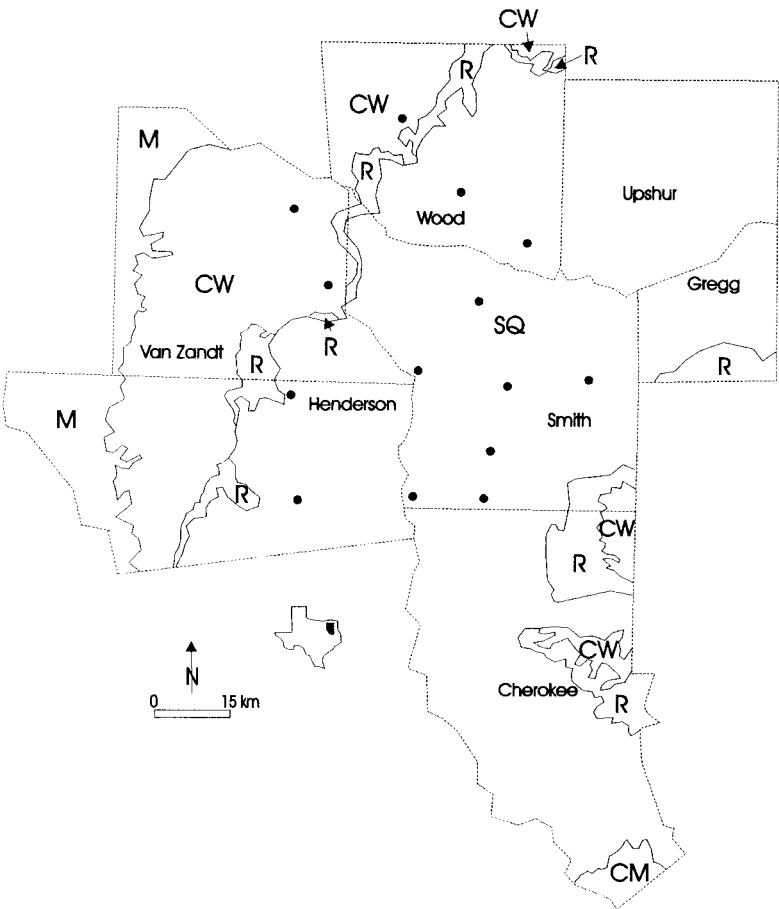 CW
R
R
CW
M
R
Upshur
Wood
CW
Gregg
SQ
Van Zandt
R
R
R
Henderson
M
Smith
R
CW
R
CW
N
Cherokee
0 15 km
R
CM